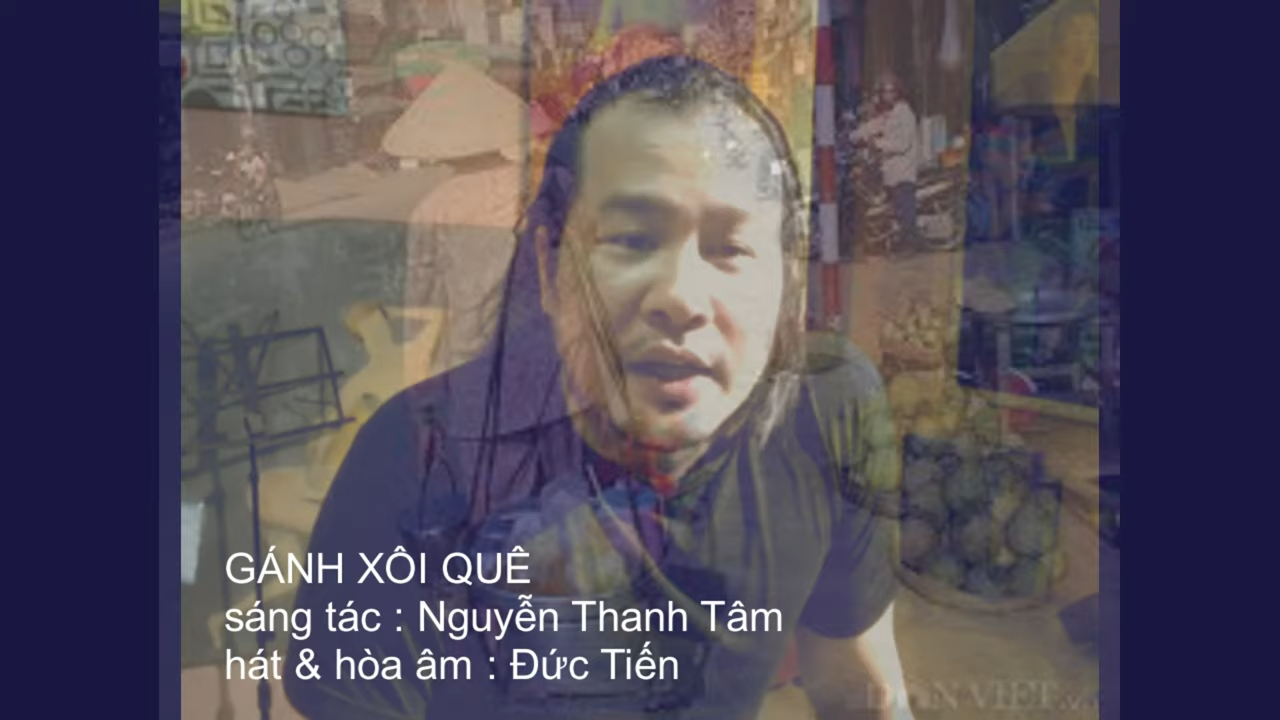 GÁNH XÔI QUÊ
sáng tác : Nguyễn Thanh Tâm
hát & hòa âm : Đức Tiến